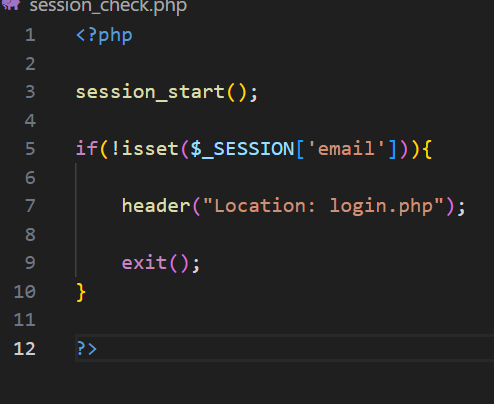 session_check.php
1 <?php
2
3 session_start();
4
5 if(!isset($_SESSION['email'])){
6
7 header("Location: login.php");
8
9 exit();
10 }
11
12 ?>